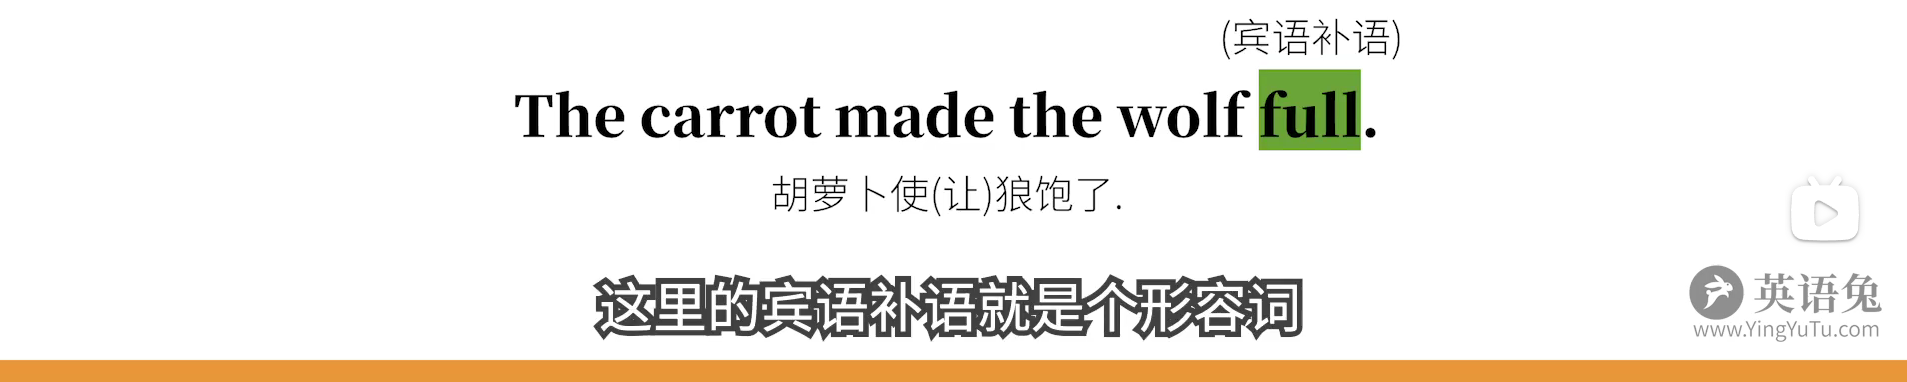 (宾语补语)
The carrot made the wolf full.
胡萝卜使(让)狼饱了.
这里的宾语补语就是个形容词
英语兔
www.YingYuTu.com